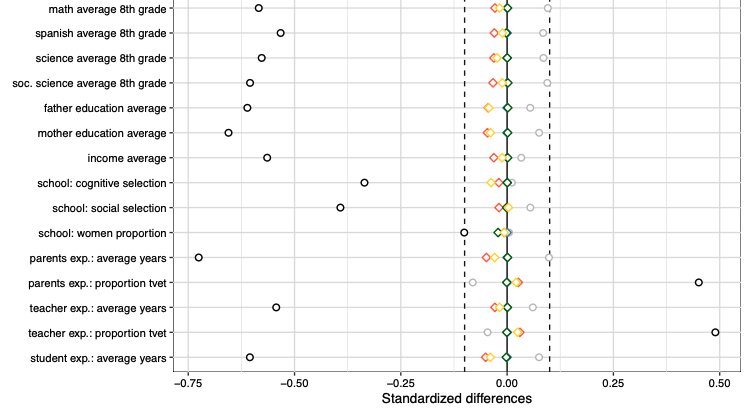 math average 8th grade
spanish average 8th grade
science average 8th grade
soc. science average 8th grade
father education average
mother education average
income average
school: cognitive selection
school: social selection
school: women proportion
parents exp.: average years
parents exp.: proportion tvet
teacher exp.: average years
teacher exp.: proportion tvet
student exp.: average years
−0.75 −0.50 −0.25 0.00 0.25 0.50
Standardized differences